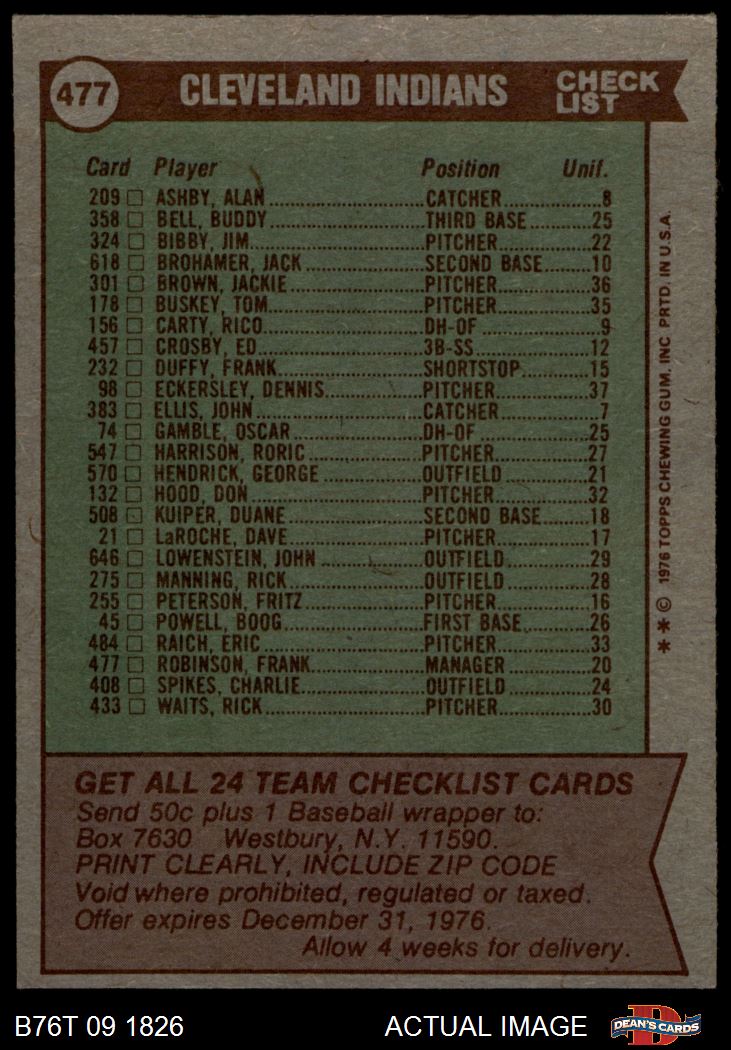 477 CLEVELAND INDIANS CHECK LIST
Card Player Position Unif.
209 □ ASHBY, ALAN CATCHER 8
358 □ BELL, BUDDY THIRD BASE 25
324 □ BIBBY, JIM PITCHER 22
618 □ BROHAMER, JACK SECOND BASE 10
301 □ BROWN, JACKIE PITCHER 36
178 □ BUSKEY, TOM PITCHER 35
156 □ CARTY, RICO DH-OF 9
457 □ CROSBY, ED 3B-SS 12
232 □ DUFFY, FRANK SHORTSTOP 15
98 □ ECKERSLEY, DENNIS PITCHER 37
383 □ ELLIS, JOHN CATCHER 7
74 □ GAMBLE, OSCAR DH-OF 25
547 □ HARRISON, RORIC PITCHER 27
570 □ HENDRICK, GEORGE OUTFIELD 21
132 □ HOOD, DON PITCHER 32
508 □ KUIPER, DUANE SECOND BASE 18
21 □ LaROCHE, DAVE PITCHER 17
646 □ LOWENSTEIN, JOHN OUTFIELD 29
275 □ MANNING, RICK OUTFIELD 28
255 □ PETERSON, FRITZ PITCHER 16
45 □ POWELL, BOOG FIRST BASE 26
484 □ RAICH, ERIC PITCHER 33
477 □ ROBINSON, FRANK MANAGER 20
408 □ SPIKES, CHARLIE OUTFIELD 24
433 □ WAITS, RICK PITCHER 30
* * © 1976 TOPPS CHEWING GUM, INC PRTD. IN U.S.A.
GET ALL 24 TEAM CHECKLIST CARDS
Send 50c plus 1 Baseball wrapper to:
Box 7630 Westbury, N.Y. 11590.
PRINT CLEARLY, INCLUDE ZIP CODE
Void where prohibited, regulated or taxed.
Offer expires December 31, 1976.
Allow 4 weeks for delivery.
B76T 09 1826 ACTUAL IMAGE DEAN'S CARDS